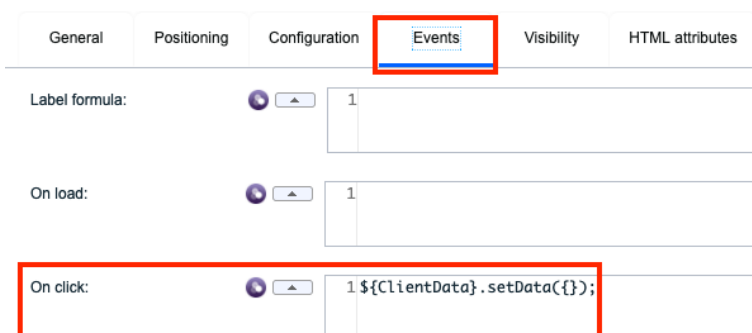 General Positioning Configuration Events Visibility HTML attributes
Label formula: 1
On load: 1
On click: 1 ${ClientData}.setData({});